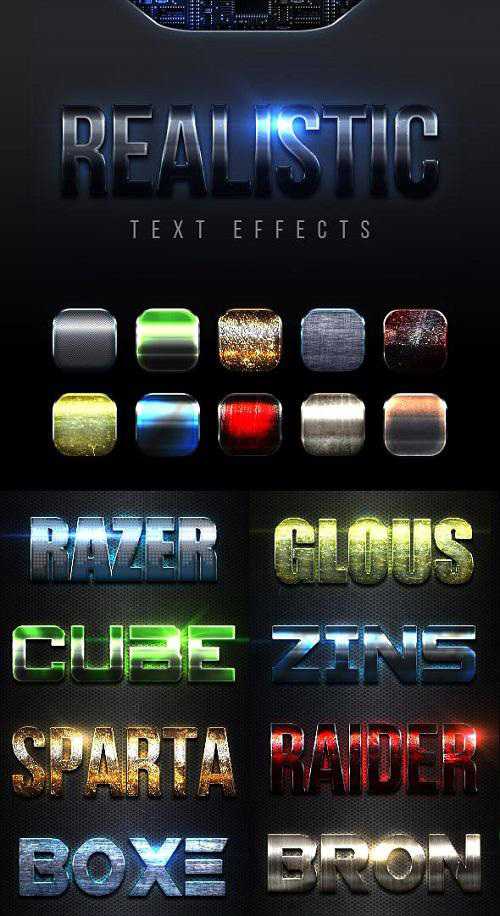 REALISTIC
TEXT EFFECTS
RAZER
GLOUS
CUBE
ZINS
SPARTA
RAIDER
BOXE
BRON